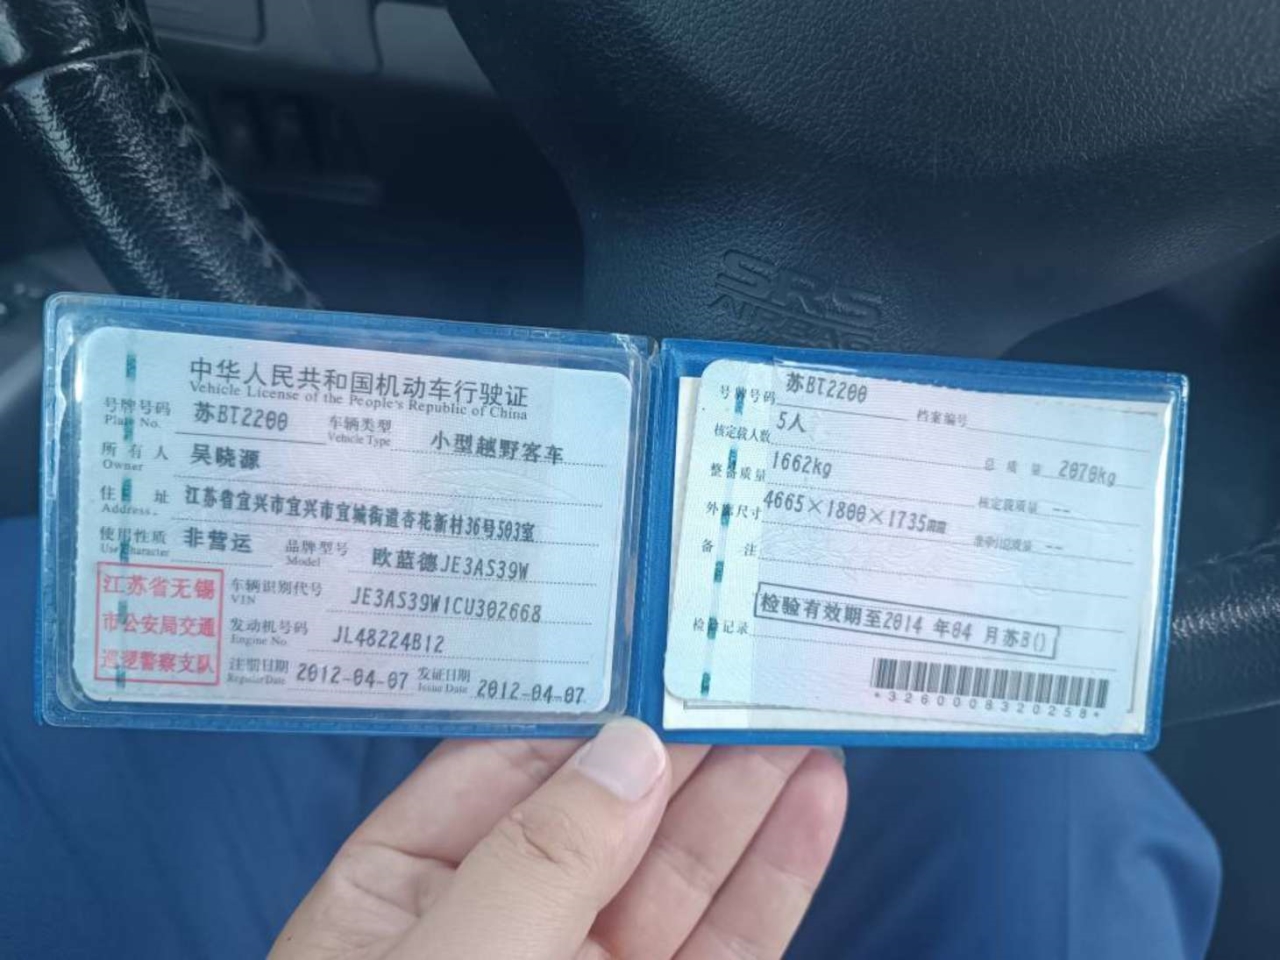 SRS
AIRBAG
中华人民共和国机动车行驶证
Vehicle License of the People's Republic of China
号牌号码 苏BT2200 车辆类型 小型越野客车
Plate No. Vehicle Type
所有人 吴晓源
Owner
住址 江苏省宜兴市宜兴市宜城街道杏花新村36号503室
Address
使用性质 非营运 品牌型号 欧蓝德JE3AS39W
Use Character Model
江苏省无锡
市公安局交通
巡逻警察支队
车辆识别代号 JE3AS39W1CU302668
VIN
发动机号码 JL48224B12
Engine No.
注册日期 2012-04-07 发证日期 2012-04-07
Register Date Issue Date
号牌号码 苏BT2200 档案编号
核定载人数 5人 总质量 2070kg
整备质量 1662kg 核定载质量 --
外廓尺寸 4665×1800×1735mm 准牵引总质量 --
备注
检验有效期至2014年04月苏B()
检验记录
*3260008320258*